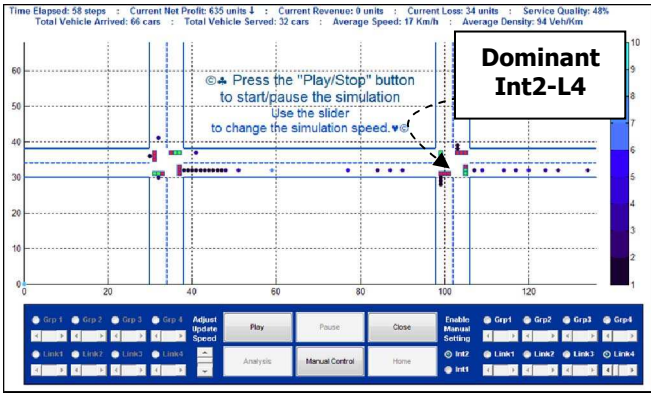 Time Elapsed: 58 steps : Current Net Profit: 635 units ↓ : Current Revenue: 0 units : Current Loss: 34 units : Service Quality: 48%
Total Vehicle Arrived: 66 cars : Total Vehicle Served: 32 cars : Average Speed: 17 Km/h : Average Density: 94 Veh/Km
Dominant
Int2-L4
©♣ Press the "Play/Stop" button
to start/pause the simulation
Use the slider
to change the simulation speed.♥©
60
50
40
30
20
10
0
0 20 40 60 80 100 120
10
9
8
7
6
5
4
3
2
1
Grp 1 Grp 2 Grp 3 Grp 4
Link1 Link2 Link3 Link4
Adjust
Update
Speed
Play Pause Close
Analysis Manual Control Home
Enable
Manual
Setting
Int2
Int1
Grp1 Grp2 Grp3 Grp4
Link1 Link2 Link3 Link4